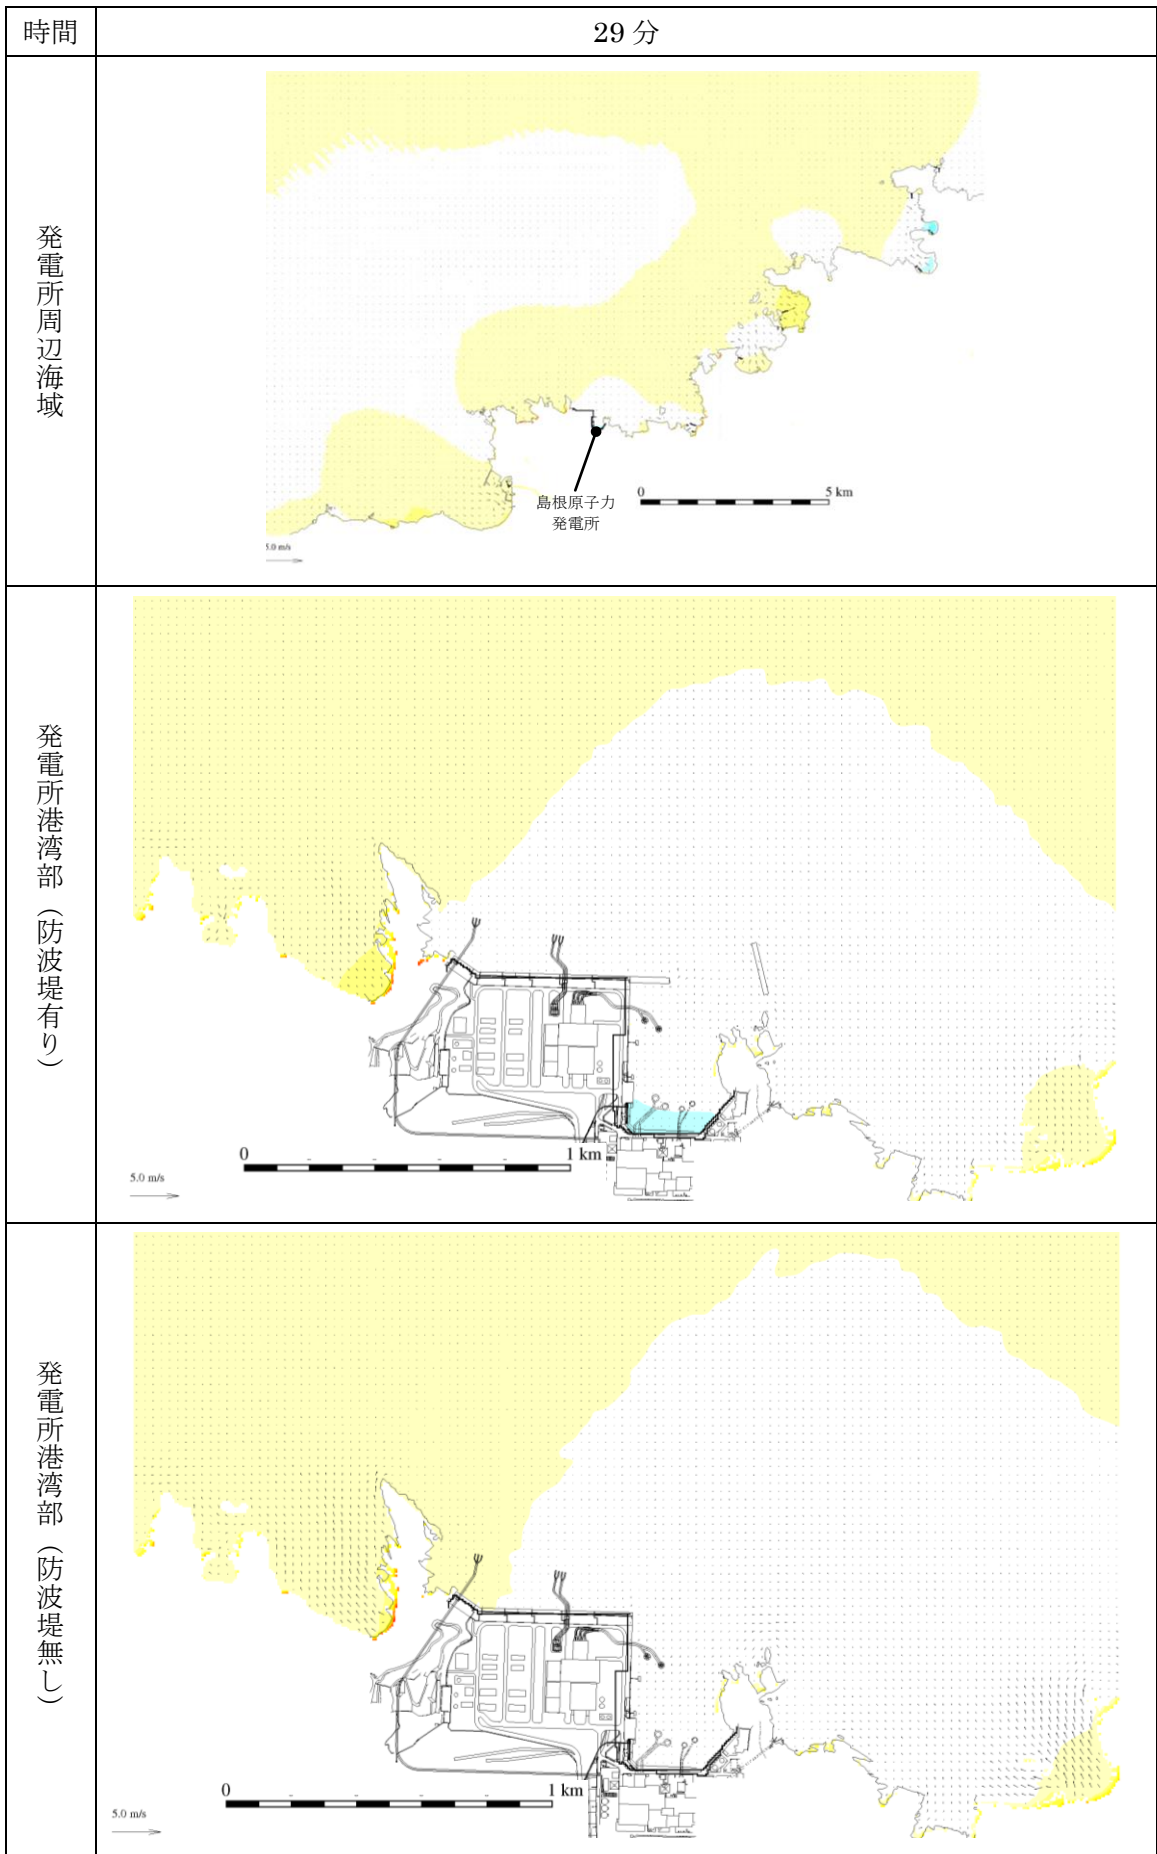 時間
29 分
発電所周辺海域
島根原子力
発電所
0 5 km
5.0 m/s
発電所港湾部（防波堤有り）
0 1 km
5.0 m/s
発電所港湾部（防波堤無し）
0 1 km
5.0 m/s